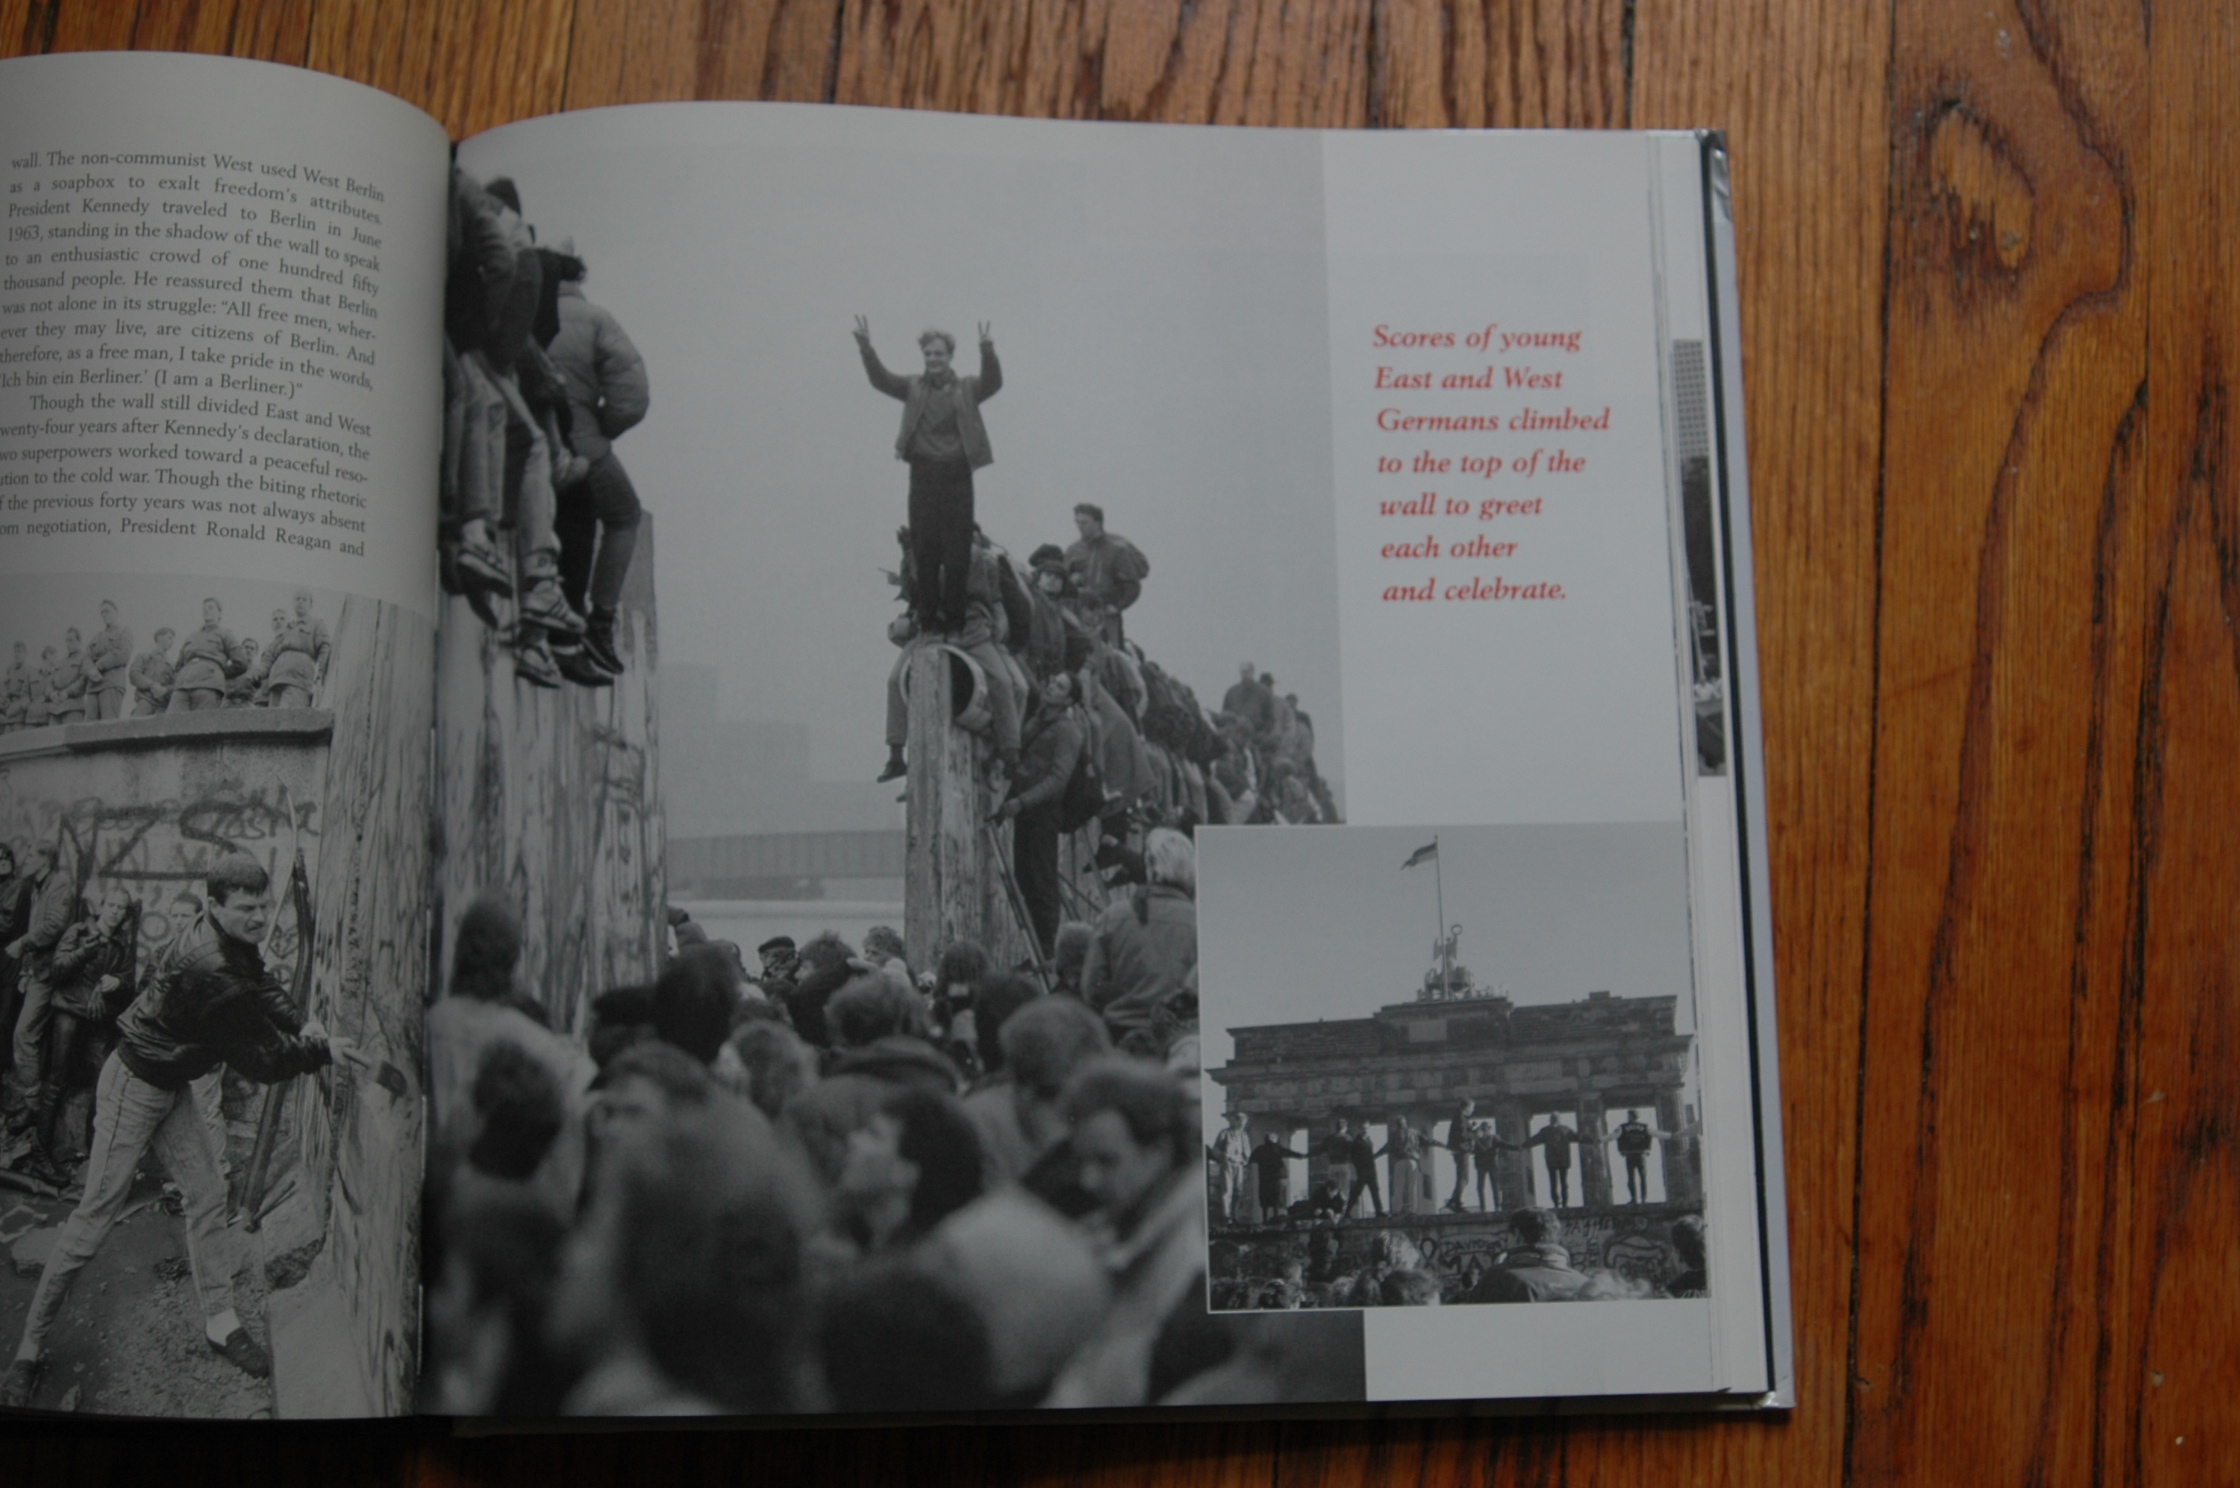 wall. The non-communist West used West Berlin
as a soapbox to exalt freedom's attributes.
President Kennedy traveled to Berlin in June
1963, standing in the shadow of the wall to speak
to an enthusiastic crowd of one hundred fifty
thousand people. He reassured them that Berlin
was not alone in its struggle: "All free men, wher-
ever they may live, are citizens of Berlin. And
therefore, as a free man, I take pride in the words,
'Ich bin ein Berliner.' (I am a Berliner.)"
Though the wall still divided East and West
twenty-four years after Kennedy's declaration, the
two superpowers worked toward a peaceful reso-
lution to the cold war. Though the biting rhetoric
of the previous forty years was not always absent
from negotiation, President Ronald Reagan and
Scores of young
East and West
Germans climbed
to the top of the
wall to greet
each other
and celebrate.